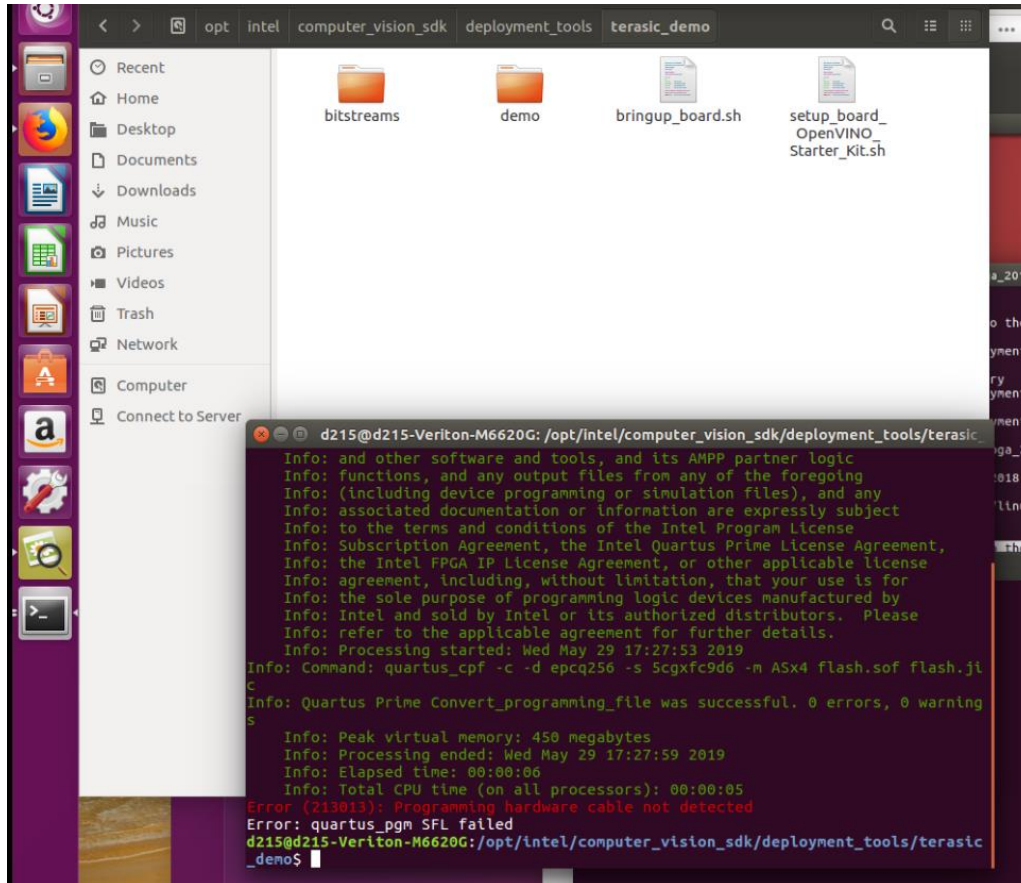 opt intel computer_vision_sdk deployment_tools terasic_demo
Recent
Home
Desktop
Documents
Downloads
Music
Pictures
Videos
Trash
Network
Computer
Connect to Server
bitstreams
demo
bringup_board.sh
setup_board_
OpenVINO_
Starter_Kit.sh
d215@d215-Veriton-M6620G: /opt/intel/computer_vision_sdk/deployment_tools/terasic_
Info: and other software and tools, and its AMPP partner logic
Info: functions, and any output files from any of the foregoing
Info: (including device programming or simulation files), and any
Info: associated documentation or information are expressly subject
Info: to the terms and conditions of the Intel Program License
Info: Subscription Agreement, the Intel Quartus Prime License Agreement,
Info: the Intel FPGA IP License Agreement, or other applicable license
Info: agreement, including, without limitation, that your use is for
Info: the sole purpose of programming logic devices manufactured by
Info: Intel and sold by Intel or its authorized distributors.  Please
Info: refer to the applicable agreement for further details.
Info: Processing started: Wed May 29 17:27:53 2019
Info: Command: quartus_cpf -c -d epcq256 -s 5cgxfc9d6 -m ASx4 flash.sof flash.ji
c
Info: Quartus Prime Convert_programming_file was successful. 0 errors, 0 warning
s
Info: Peak virtual memory: 450 megabytes
Info: Processing ended: Wed May 29 17:27:59 2019
Info: Elapsed time: 00:00:06
Info: Total CPU time (on all processors): 00:00:05
Error (213013): Programming hardware cable not detected
Error: quartus_pgm SFL failed
d215@d215-Veriton-M6620G:/opt/intel/computer_vision_sdk/deployment_tools/terasic
_demo$